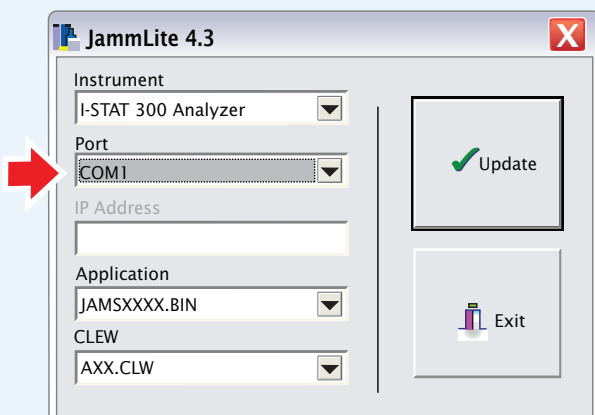 JammLite 4.3
Instrument
I-STAT 300 Analyzer
Port
COM1
IP Address
Application
JAMSXXXX.BIN
CLEW
AXX.CLW
Update
Exit